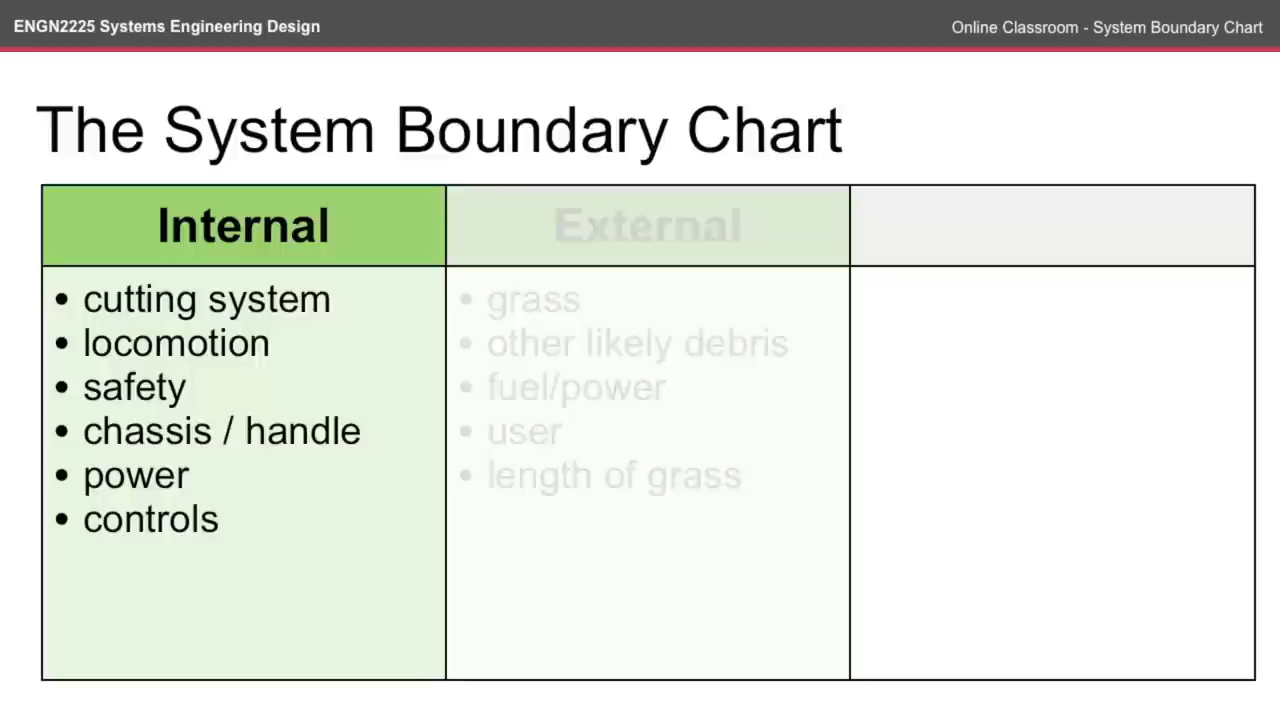 ENGN2225 Systems Engineering Design
Online Classroom - System Boundary Chart
The System Boundary Chart
Internal
• cutting system
• locomotion
• safety
• chassis / handle
• power
• controls
External
• grass
• other likely debris
• fuel/power
• user
• length of grass